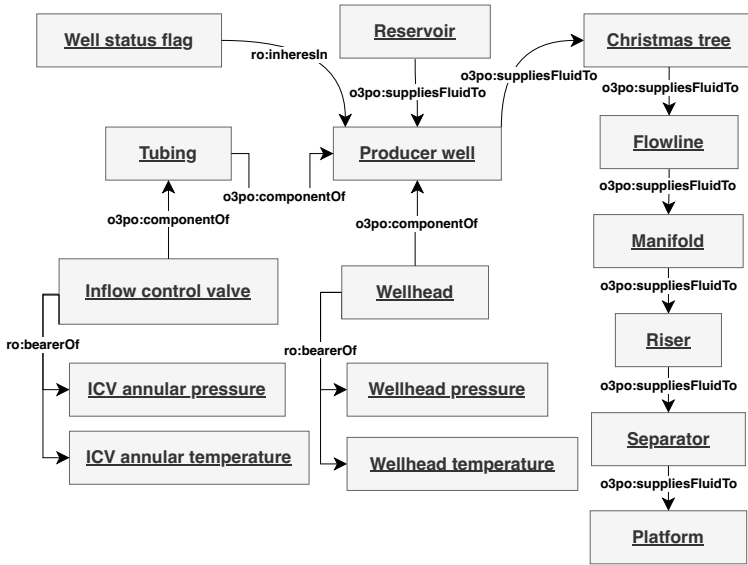 Well status flag
Reservoir
Christmas tree
ro:inheresIn
o3po:suppliesFluidTo
o3po:suppliesFluidTo
o3po:suppliesFluidTo
Tubing
Producer well
Flowline
o3po:componentOf
o3po:suppliesFluidTo
o3po:componentOf
o3po:componentOf
Manifold
Inflow control valve
Wellhead
o3po:suppliesFluidTo
ro:bearerOf
ro:bearerOf
Riser
ICV annular pressure
Wellhead pressure
o3po:suppliesFluidTo
ICV annular temperature
Wellhead temperature
Separator
o3po:suppliesFluidTo
Platform